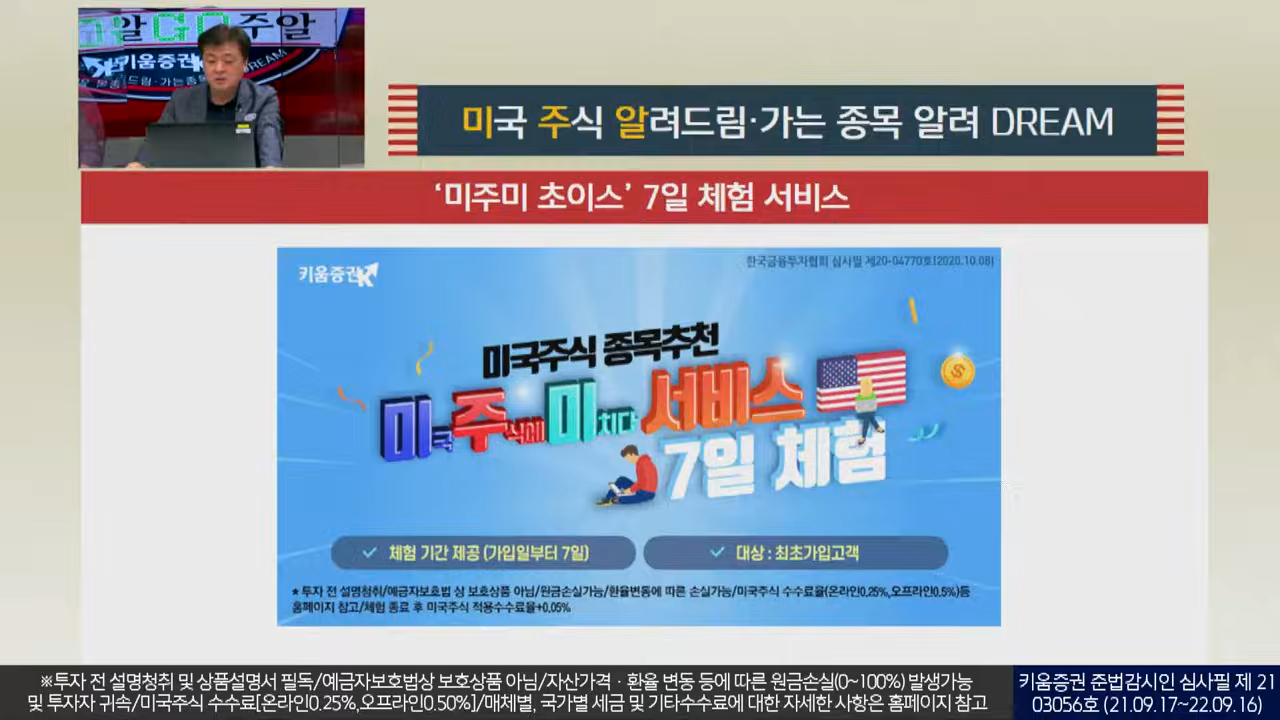 알GO주알
키움증권
드림·가는종목
DREAM
미국 주식 알려드림·가는 종목 알려 DREAM
‘미주미 초이스’ 7일 체험 서비스
키움증권
한국금융투자협회 심사필 제20-04770호(2020.10.08)
미국주식 종목추천
미국주식에미치다 서비스
7일 체험
체험 기간 제공 (가입일부터 7일)
대상 : 최초가입고객
* 투자 전 설명청취/예금자보호법 상 보호상품 아님/원금손실가능/환율변동에 따른 손실가능/미국주식 수수료율(온라인0.25%,오프라인0.5%)등
홈페이지 참고/체험 종료 후 미국주식 적용수수료율+0.05%
※투자 전 설명청취 및 상품설명서 필독/예금자보호법상 보호상품 아님/자산가격 · 환율 변동 등에 따른 원금손실(0~100%) 발생가능
및 투자자 귀속/미국주식 수수료[온라인0.25%,오프라인0.50%]/매체별, 국가별 세금 및 기타수수료에 대한 자세한 사항은 홈페이지 참고
키움증권 준법감시인 심사필 제 21
03056호 (21.09.17~22.09.16)